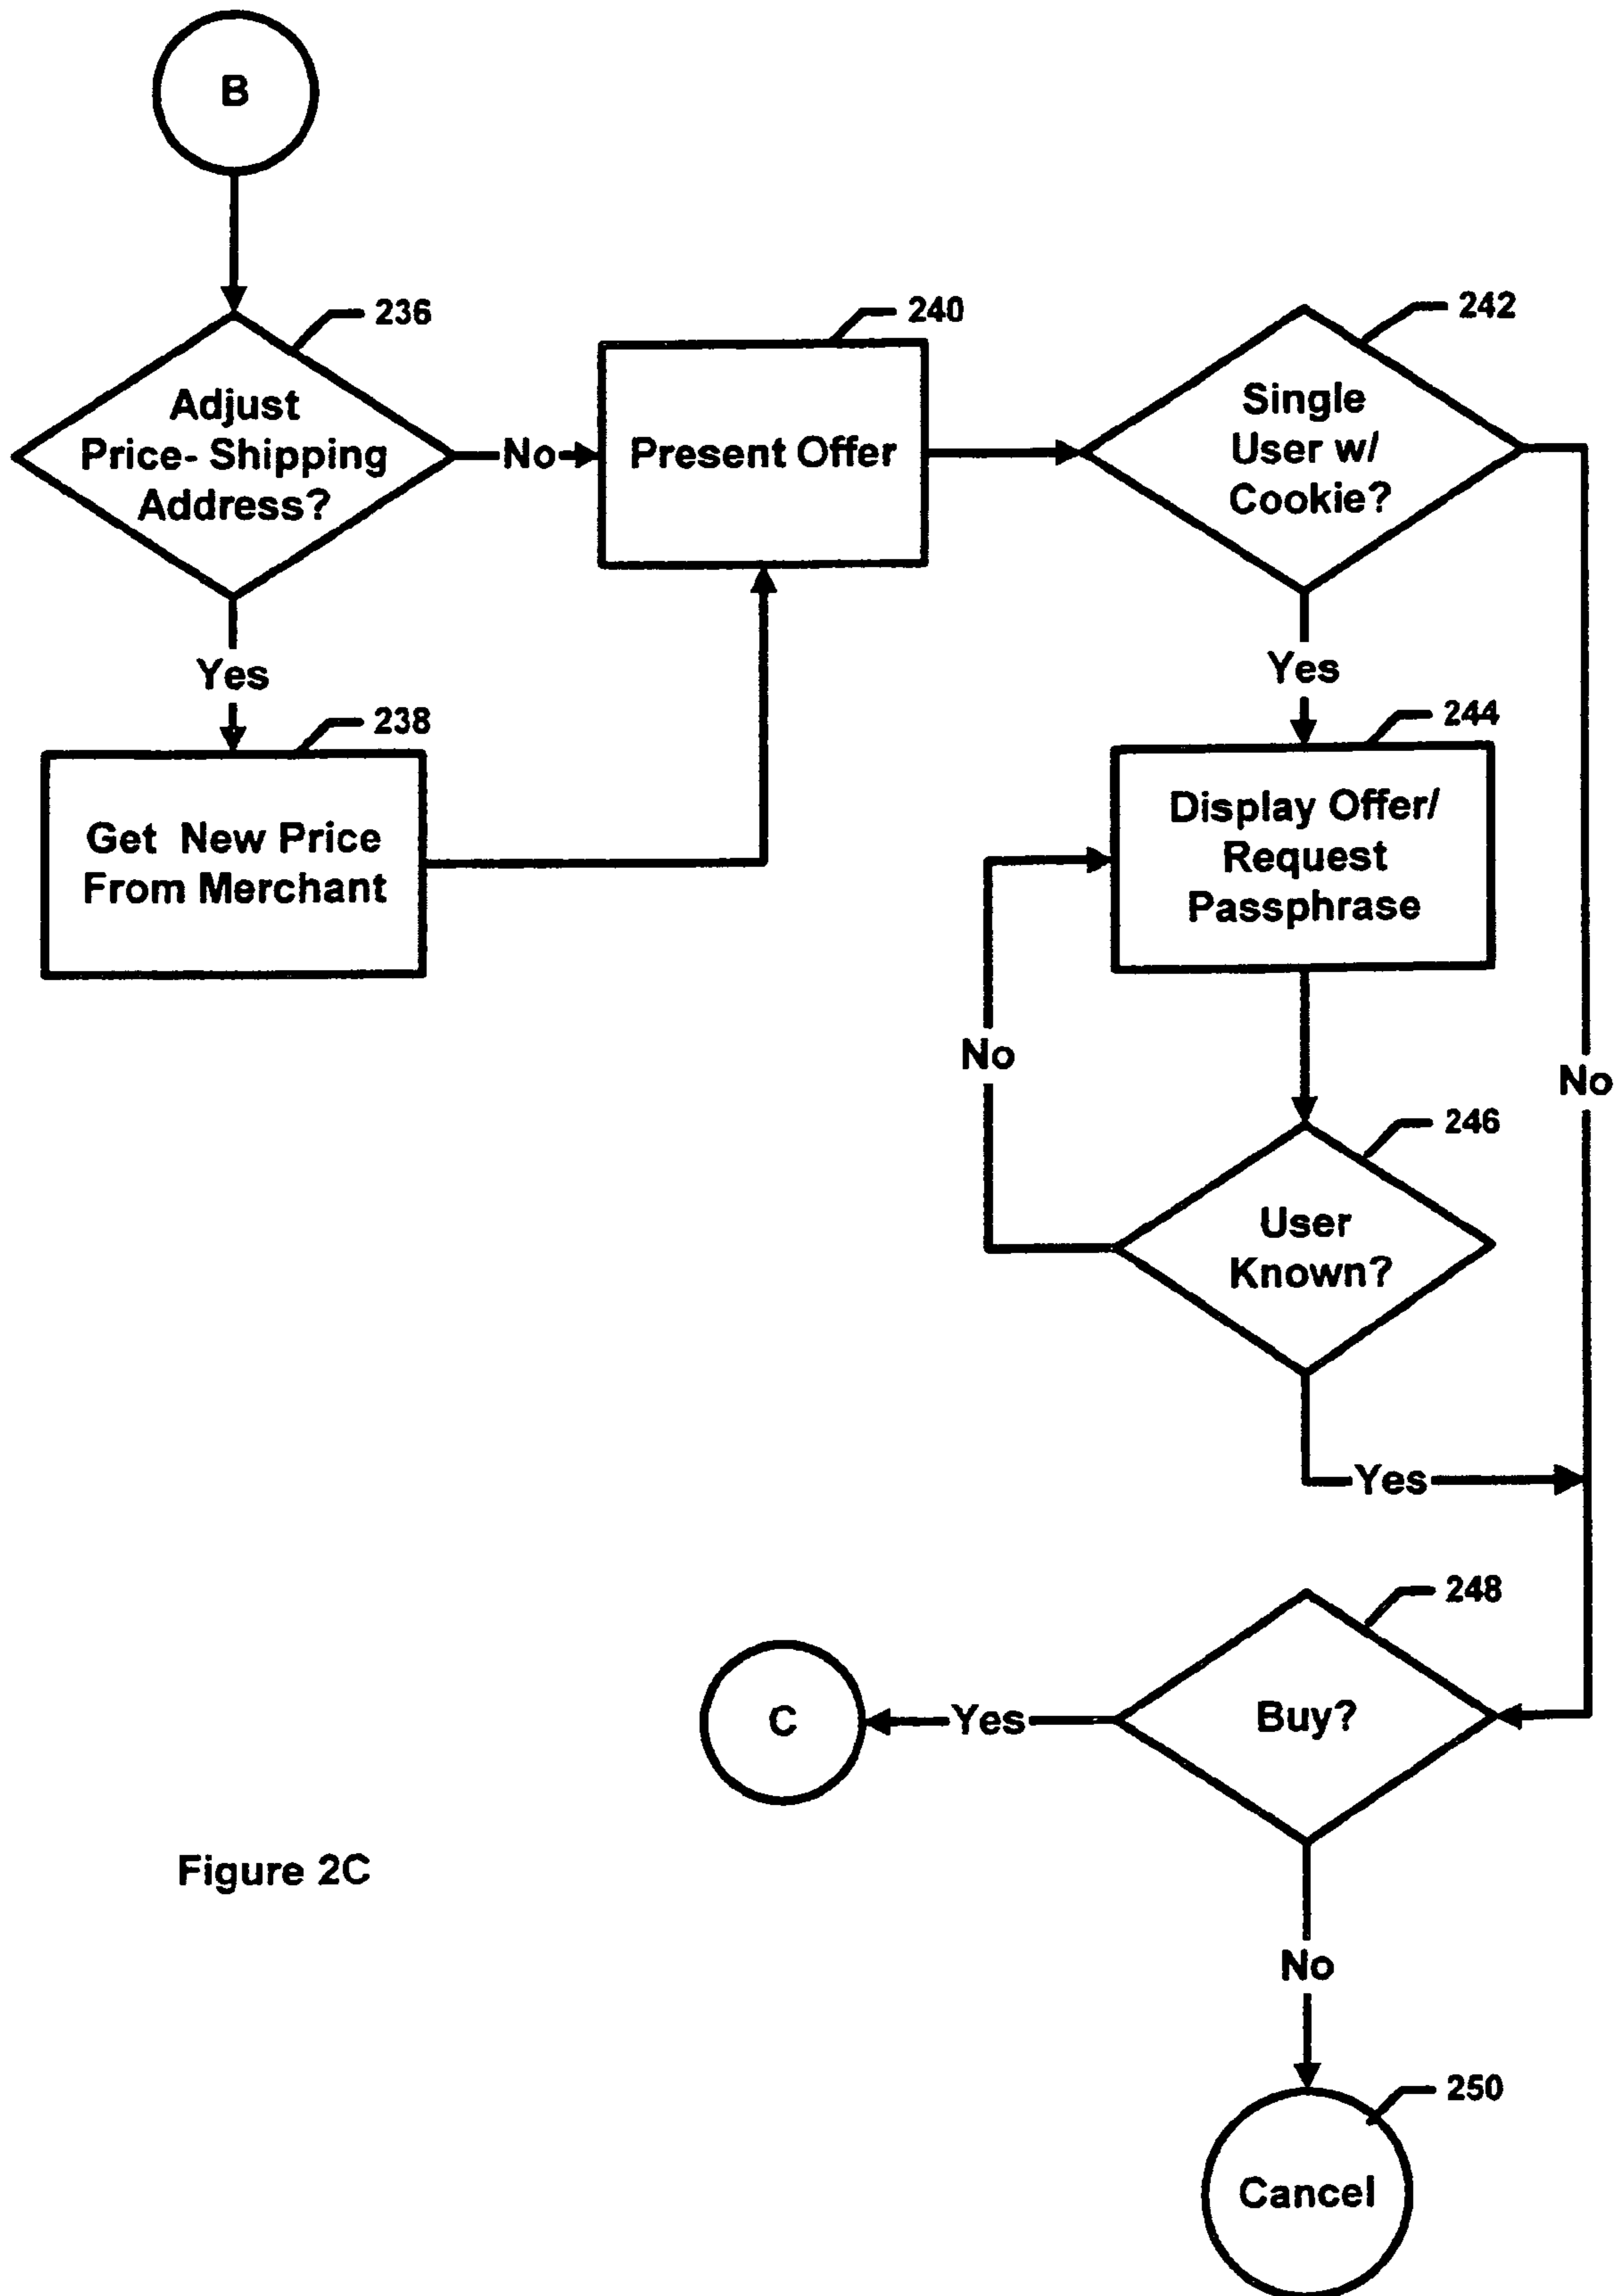 B
236
Adjust
Price- Shipping
Address?
No
240
Present Offer
242
Single
User w/
Cookie?
Yes
238
Get New Price
From Merchant
Yes
244
Display Offer/
Request
Passphrase
No
No
246
User
Known?
Yes
248
Buy?
Yes
C
Figure 2C
No
250
Cancel